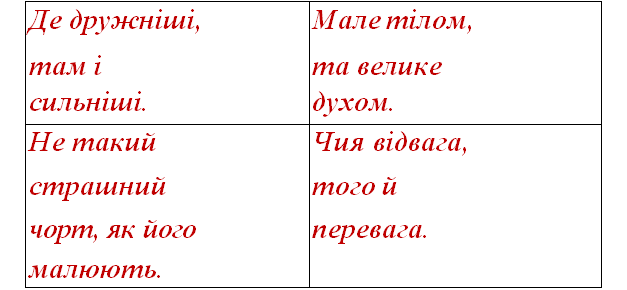 Де дружніші,
там і
сильніші.
Мале тілом,
та велике
духом.
Не такий
страшний
чорт, як його
малюють.
Чия відвага,
того й
перевага.